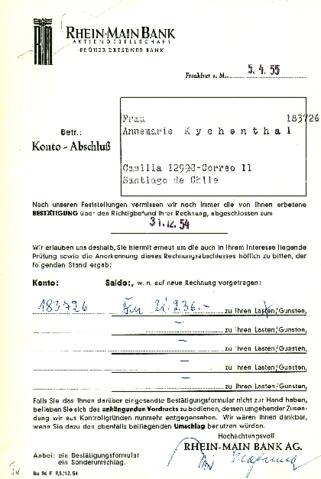 RHEIN-MAIN BANK
AKTIENGESELLSCHAFT
FRÜHER DRESDNER BANK
Frankfurt a. M., 5. 4. 55
Betr.:
Konto - Abschluß
Frau 183726
Annemarie Kychenthal
Casilla 12998-Correo 11
Santiago de Chile
Nach unseren Feststellungen vermissen wir noch immer die von Ihnen erbetene
BESTÄTIGUNG über den Richtigbefund Ihrer Rechnung, abgeschlossen zum
31. 12. 54
Wir erlauben uns deshalb, Sie hiermit erneut um die auch in Ihrem Interesse liegende
Prüfung sowie die Anerkennung dieses Rechnungsabschlusses höflich zu bitten, der
folgenden Stand ergab:
Konto: Saldo:, w. n. auf neue Rechnung vorgetragen:
183726 236.- zu Ihren Lasten/Gunsten,
— zu Ihren Lasten/Gunsten,
— zu Ihren Lasten/Gunsten,
— zu Ihren Lasten/Gunsten,
— zu Ihren Lasten/Gunsten.
Falls Sie das Ihnen darüber eingesandte Bestätigungsformular nicht zur Hand haben,
belieben Sie sich des anhängenden Vordrucks zu bedienen, dessen umgehender Zusen-
dung wir aus Kontrollgründen nunmehr entgegensehen. Wir wären Ihnen dankbar,
wenn Sie dazu den ebenfalls beiliegenden Umschlag benutzen würden.
Hochachtungsvoll
RHEIN-MAIN BANK AG.
Anbei: ein Bestätigungsformular
ein Sonderumschlag.